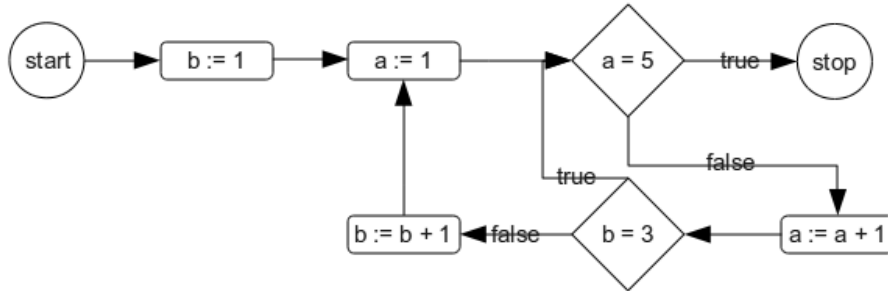 start
b := 1
a := 1
a = 5
true
stop
false
true
b := b + 1
false
b = 3
a := a + 1